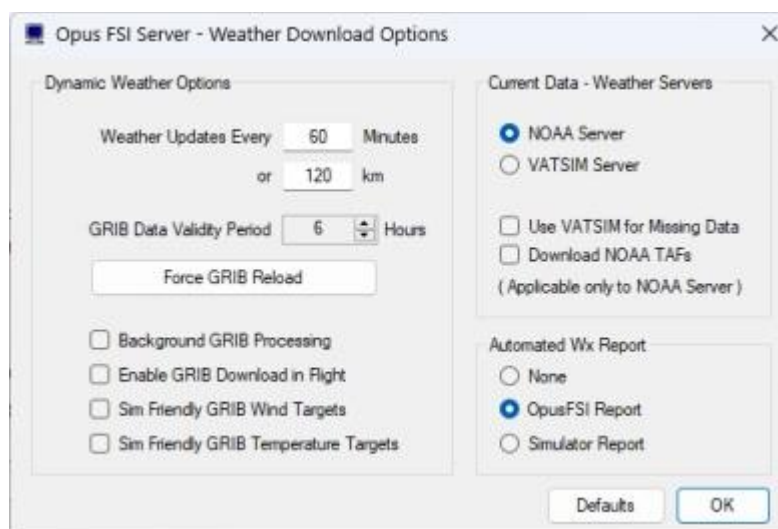 Opus FSI Server - Weather Download Options
Dynamic Weather Options
Weather Updates Every 60 Minutes
or 120 km
GRIB Data Validity Period 6 Hours
Force GRIB Reload
Background GRIB Processing
Enable GRIB Download in Flight
Sim Friendly GRIB Wind Targets
Sim Friendly GRIB Temperature Targets
Current Data - Weather Servers
NOAA Server
VATSIM Server
Use VATSIM for Missing Data
Download NOAA TAFs
( Applicable only to NOAA Server )
Automated Wx Report
None
OpusFSI Report
Simulator Report
Defaults OK